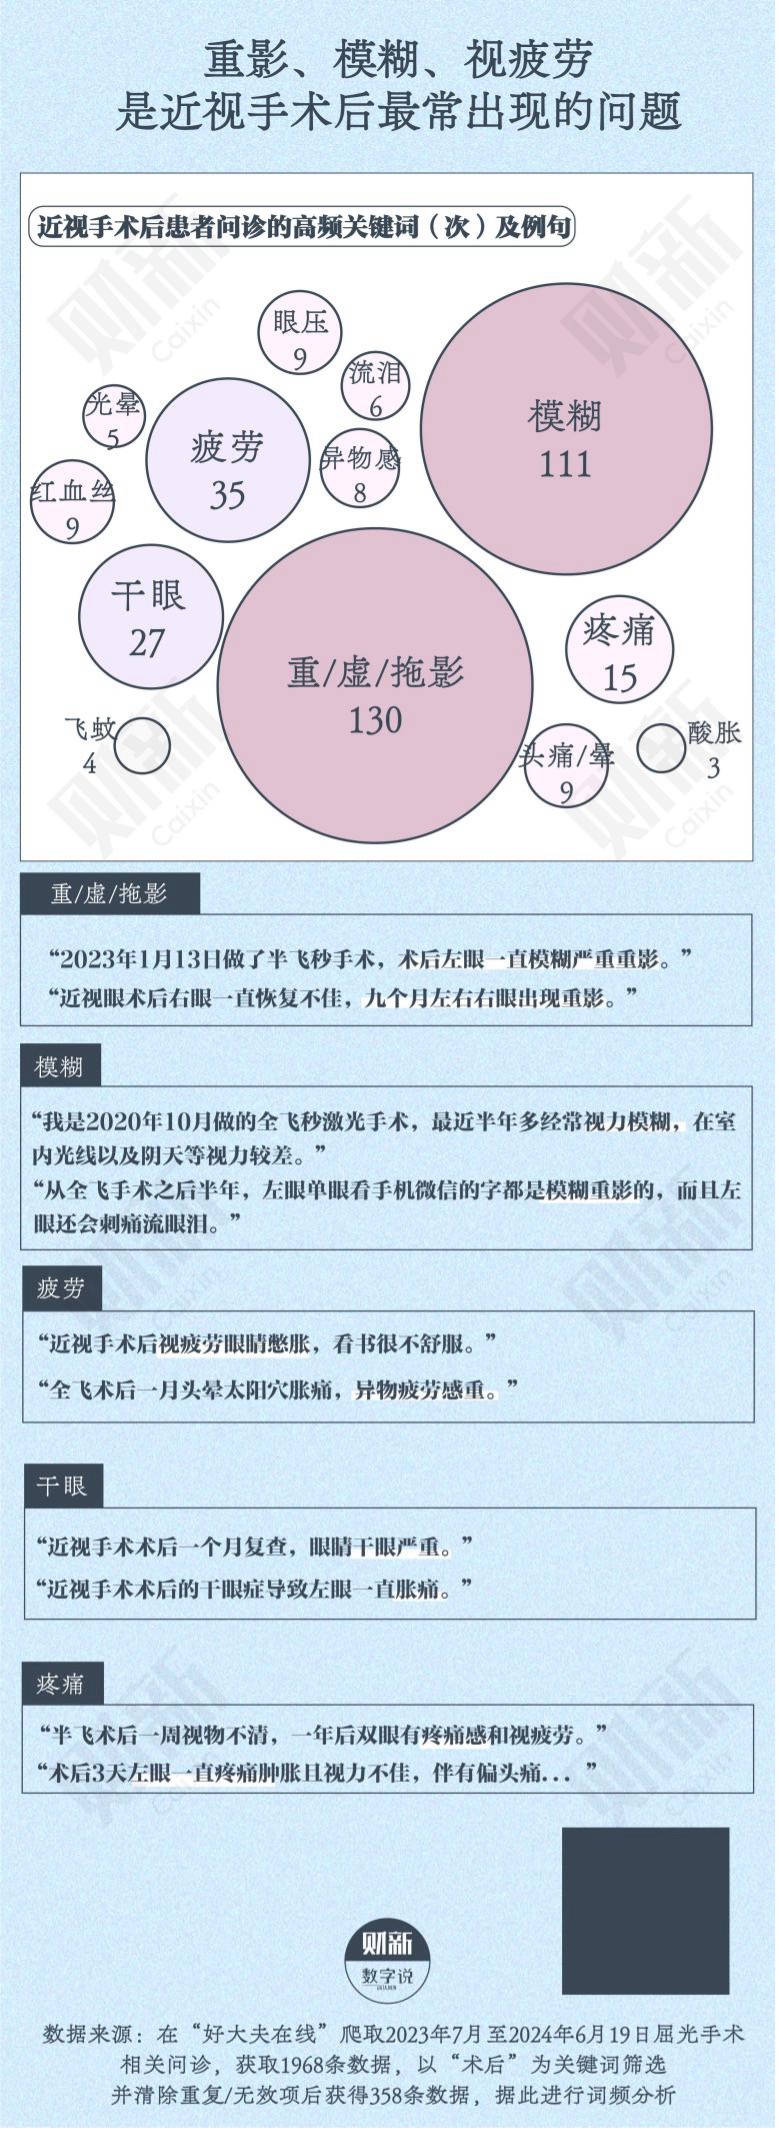 重影、模糊、视疲劳
是近视手术后最常出现的问题
近视手术后患者问诊的高频关键词（次）及例句
眼压
9
流泪
6
模糊
111
光晕
5
疲劳
35
异物感
8
红血丝
9
干眼
27
重/虚/拖影
130
疼痛
15
飞蚊
4
头痛/晕
9
酸胀
3
重/虚/拖影
“2023年1月13日做了半飞秒手术，术后左眼一直模糊严重重影。”
“近视眼术后右眼一直恢复不佳，九个月左右右眼出现重影。”
模糊
“我是2020年10月做的全飞秒激光手术，最近半年多经常视力模糊，在室
内光线以及阴天等视力较差。”
“从全飞手术之后半年，左眼单眼看手机微信的字都是模糊重影的，而且左
眼还会刺痛流眼泪。”
疲劳
“近视手术后视疲劳眼睛憋胀，看书很不舒服。”
“全飞术后一月头晕太阳穴胀痛，异物疲劳感重。”
干眼
“近视手术术后一个月复查，眼睛干眼严重。”
“近视手术术后的干眼症导致左眼一直胀痛。”
疼痛
“半飞术后一周视物不清，一年后双眼有疼痛感和视疲劳。”
“术后3天左眼一直疼痛肿胀且视力不佳，伴有偏头痛...”
财新
数字说
DATANEWS
数据来源：在“好大夫在线”爬取2023年7月至2024年6月19日屈光手术
相关问诊，获取1968条数据，以“术后”为关键词筛选
并清除重复/无效项后获得358条数据，据此进行词频分析
财新
Caixin